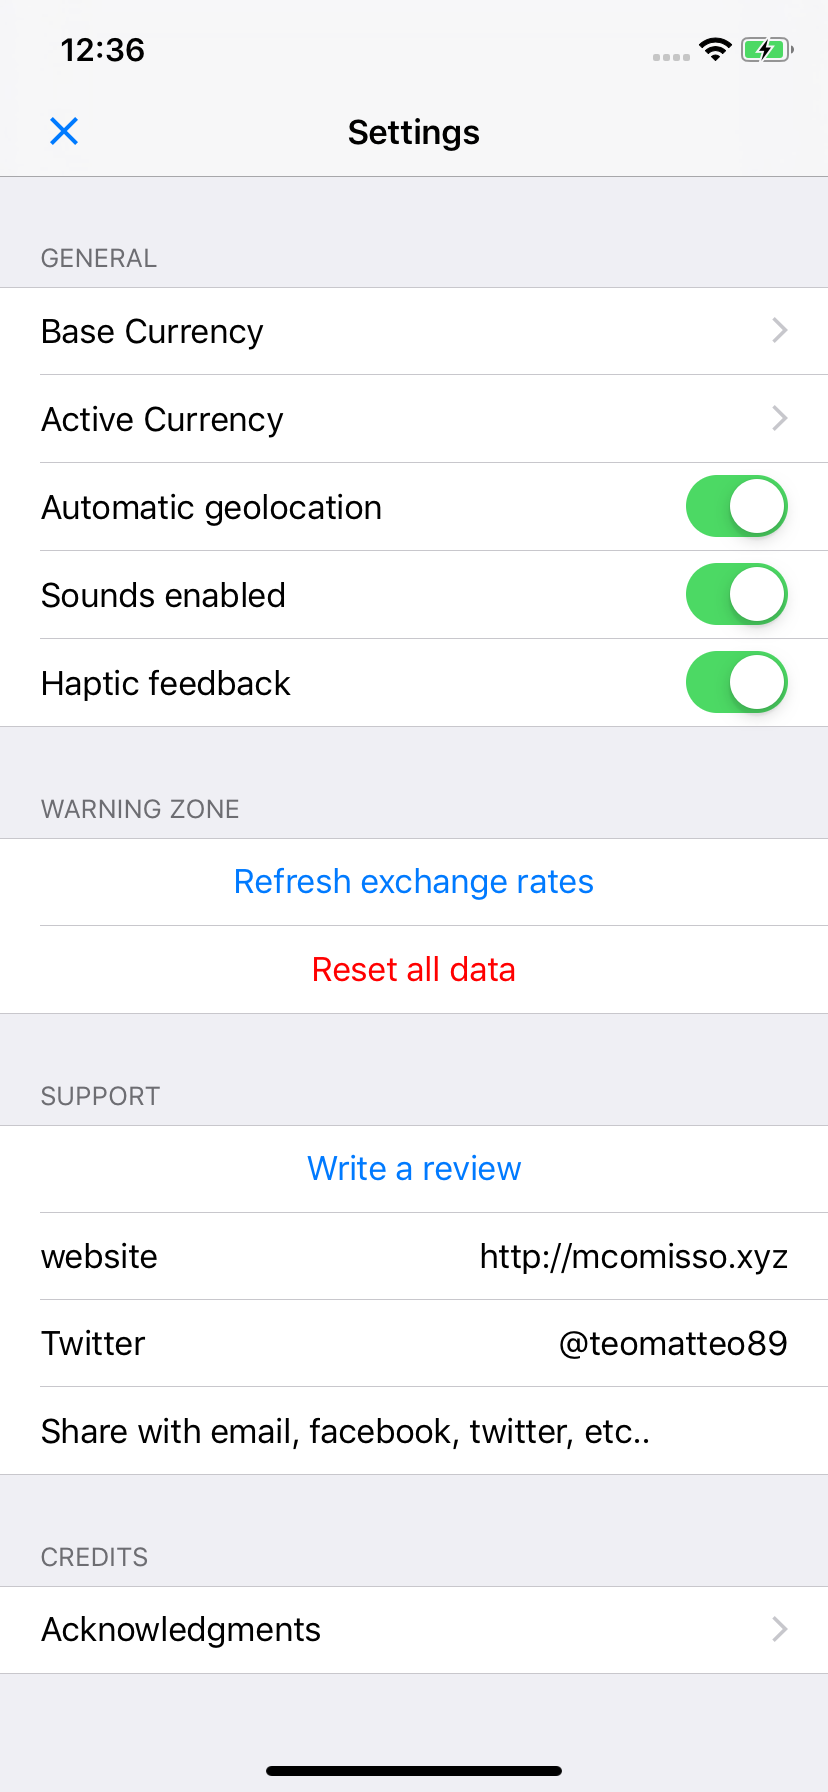 12:36
Settings
GENERAL
Base Currency
Active Currency
Automatic geolocation
Sounds enabled
Haptic feedback
WARNING ZONE
Refresh exchange rates
Reset all data
SUPPORT
Write a review
website http://mcomisso.xyz
Twitter @teomatteo89
Share with email, facebook, twitter, etc..
CREDITS
Acknowledgments